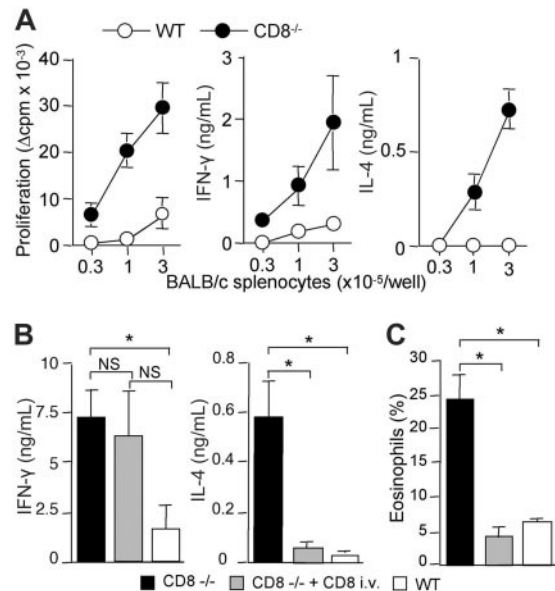 A
WT
CD8-/-
Proliferation (Δcpm x 10-3)
40
30
20
10
0
0.3
1
3
IFN-γ (ng/mL)
3
2
1
0
0.3
1
3
IL-4 (ng/mL)
1
0.5
0
0.3
1
3
BALB/c splenocytes (x10-5/well)
B
*
NS
NS
IFN-γ (ng/mL)
10
7.5
5
2.5
0
*
*
IL-4 (ng/mL)
0.8
0.6
0.4
0.2
0
C
*
*
Eosinophils (%)
30
25
20
15
10
5
0
CD8 -/-
CD8 -/- + CD8 i.v.
WT